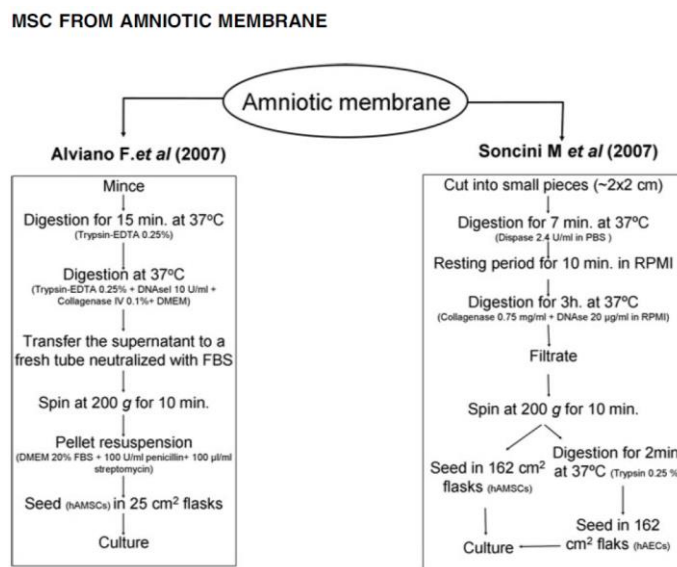 MSC FROM AMNIOTIC MEMBRANE
Amniotic membrane
Alviano F.et al (2007)
Mince
Digestion for 15 min. at 37ºC
(Trypsin-EDTA 0.25%)
Digestion at 37ºC
(Trypsin-EDTA 0.25% + DNAseI 10 U/ml +
Collagenase IV 0.1%+ DMEM)
Transfer the supernatant to a
fresh tube neutralized with FBS
Spin at 200 g for 10 min.
Pellet resuspension
(DMEM 20% FBS + 100 U/ml penicillin+ 100 µl/ml
streptomycin)
Seed (hAMSCs) in 25 cm² flasks
Culture
Soncini M et al (2007)
Cut into small pieces (~2x2 cm)
Digestion for 7 min. at 37ºC
(Dispase 2.4 U/ml in PBS )
Resting period for 10 min. in RPMI
Digestion for 3h. at 37ºC
(Collagenase 0.75 mg/ml + DNAse 20 µg/ml in RPMI)
Filtrate
Spin at 200 g for 10 min.
Seed in 162 cm²
flasks (hAMSCs)
Digestion for 2min
at 37ºC (Trypsin 0.25 %)
Seed in 162
cm² flaks (hAECs)
Culture